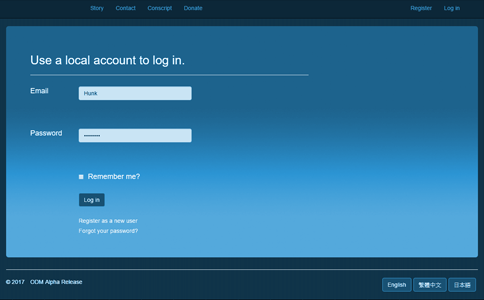 Story Contact Conscript Donate Register Log in
Use a local account to log in.
Email Hunk
Password ••••••••
Remember me?
Log in
Register as a new user
Forgot your password?
© 2017 ODM Alpha Release English 繁體中文 日本語